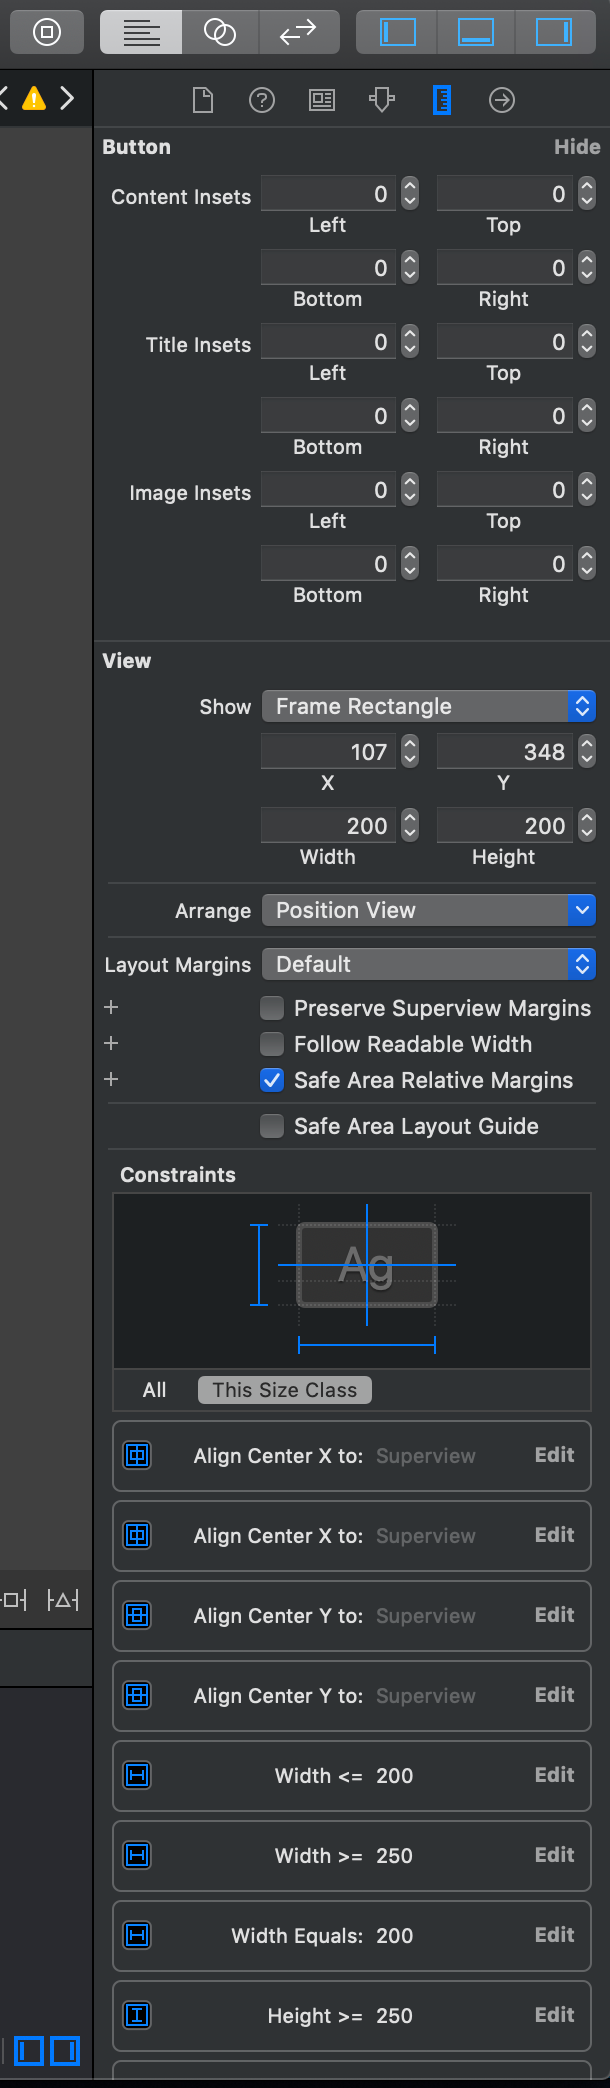 Button Hide
Content Insets 0 0
Left Top
0 0
Bottom Right
Title Insets 0 0
Left Top
0 0
Bottom Right
Image Insets 0 0
Left Top
0 0
Bottom Right
View
Show Frame Rectangle
107 348
X Y
200 200
Width Height
Arrange Position View
Layout Margins Default
+ Preserve Superview Margins
+ Follow Readable Width
+ Safe Area Relative Margins
Safe Area Layout Guide
Constraints
Ag
All This Size Class
Align Center X to: Superview Edit
Align Center X to: Superview Edit
Align Center Y to: Superview Edit
Align Center Y to: Superview Edit
Width <= 200 Edit
Width >= 250 Edit
Width Equals: 200 Edit
Height >= 250 Edit